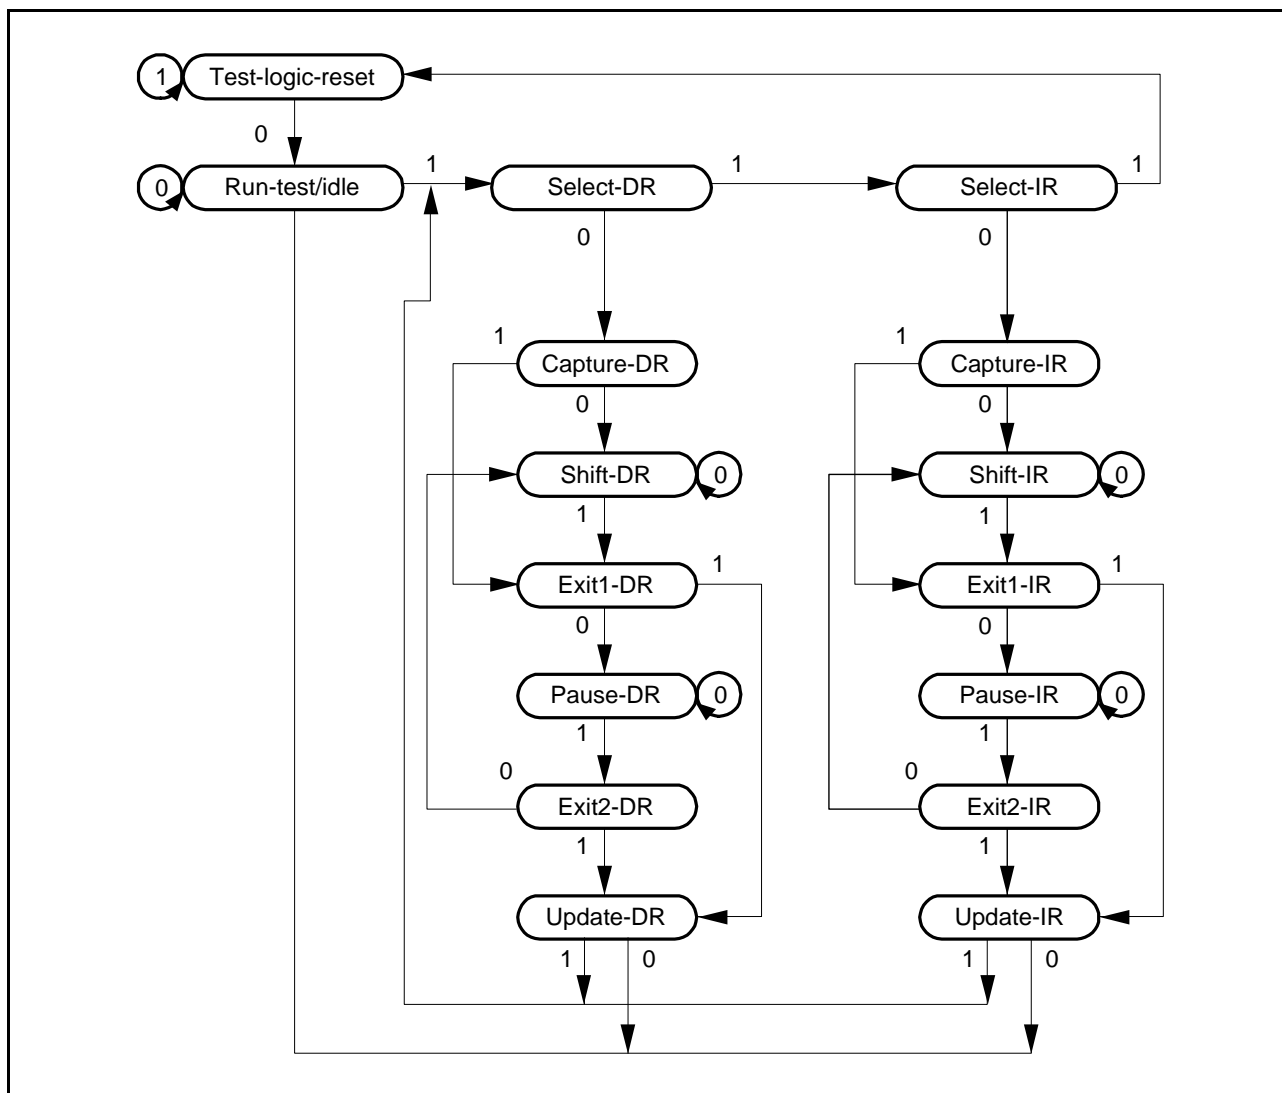 1 Test-logic-reset
0
0 Run-test/idle 1 Select-DR 1 Select-IR 1
0 0
1 1
Capture-DR Capture-IR
0 0
Shift-DR 0 Shift-IR 0
1 1
Exit1-DR 1 Exit1-IR 1
0 0
Pause-DR 0 Pause-IR 0
1 1
0 0
Exit2-DR Exit2-IR
1 1
Update-DR Update-IR
1 0 1 0